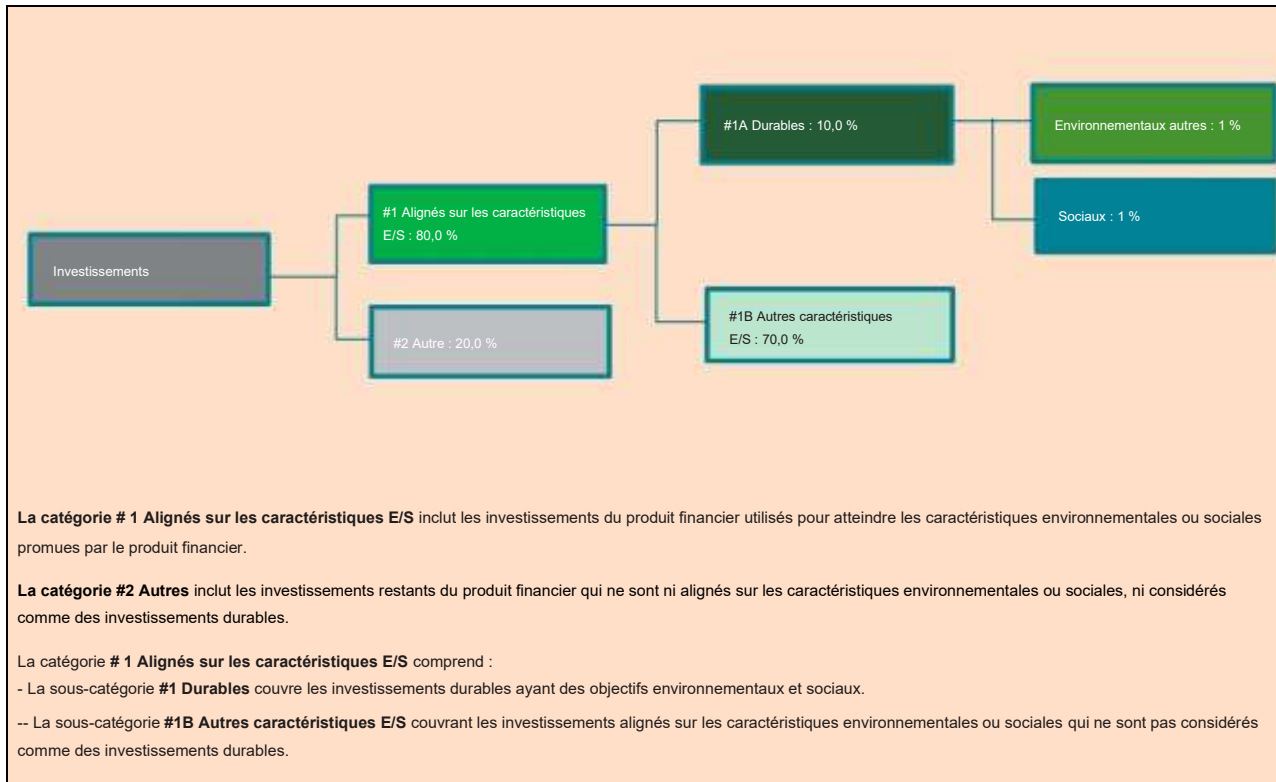 #1A Durables : 10,0 %
Environnementaux autres : 1 %
#1 Alignés sur les caractéristiques
E/S : 80,0 %
Sociaux : 1 %
Investissements
#1B Autres caractéristiques
E/S : 70,0 %
#2 Autre : 20,0 %
La catégorie # 1 Alignés sur les caractéristiques E/S inclut les investissements du produit financier utilisés pour atteindre les caractéristiques environnementales ou sociales
promues par le produit financier.
La catégorie #2 Autres inclut les investissements restants du produit financier qui ne sont ni alignés sur les caractéristiques environnementales ou sociales, ni considérés
comme des investissements durables.
La catégorie # 1 Alignés sur les caractéristiques E/S comprend :
- La sous-catégorie #1 Durables couvre les investissements durables ayant des objectifs environnementaux et sociaux.
-- La sous-catégorie #1B Autres caractéristiques E/S couvrant les investissements alignés sur les caractéristiques environnementales ou sociales qui ne sont pas considérés
comme des investissements durables.